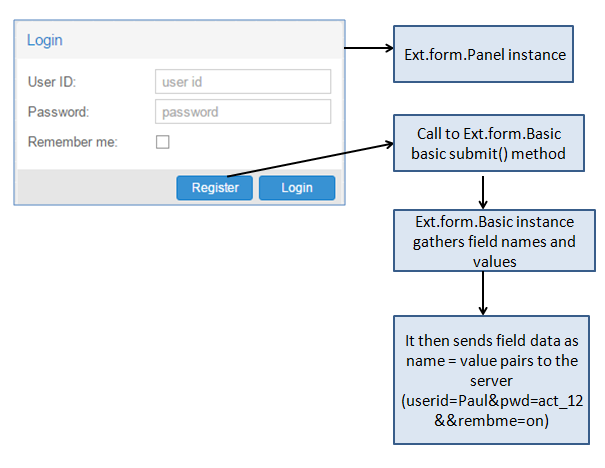 Login
User ID:
user id
Password:
password
Remember me:
Register
Login
Ext.form.Panel instance
Call to Ext.form.Basic
basic submit() method
Ext.form.Basic instance
gathers field names and
values
It then sends field data as
name = value pairs to the
server
(userid=Paul&pwd=act_12
&&rembme=on)